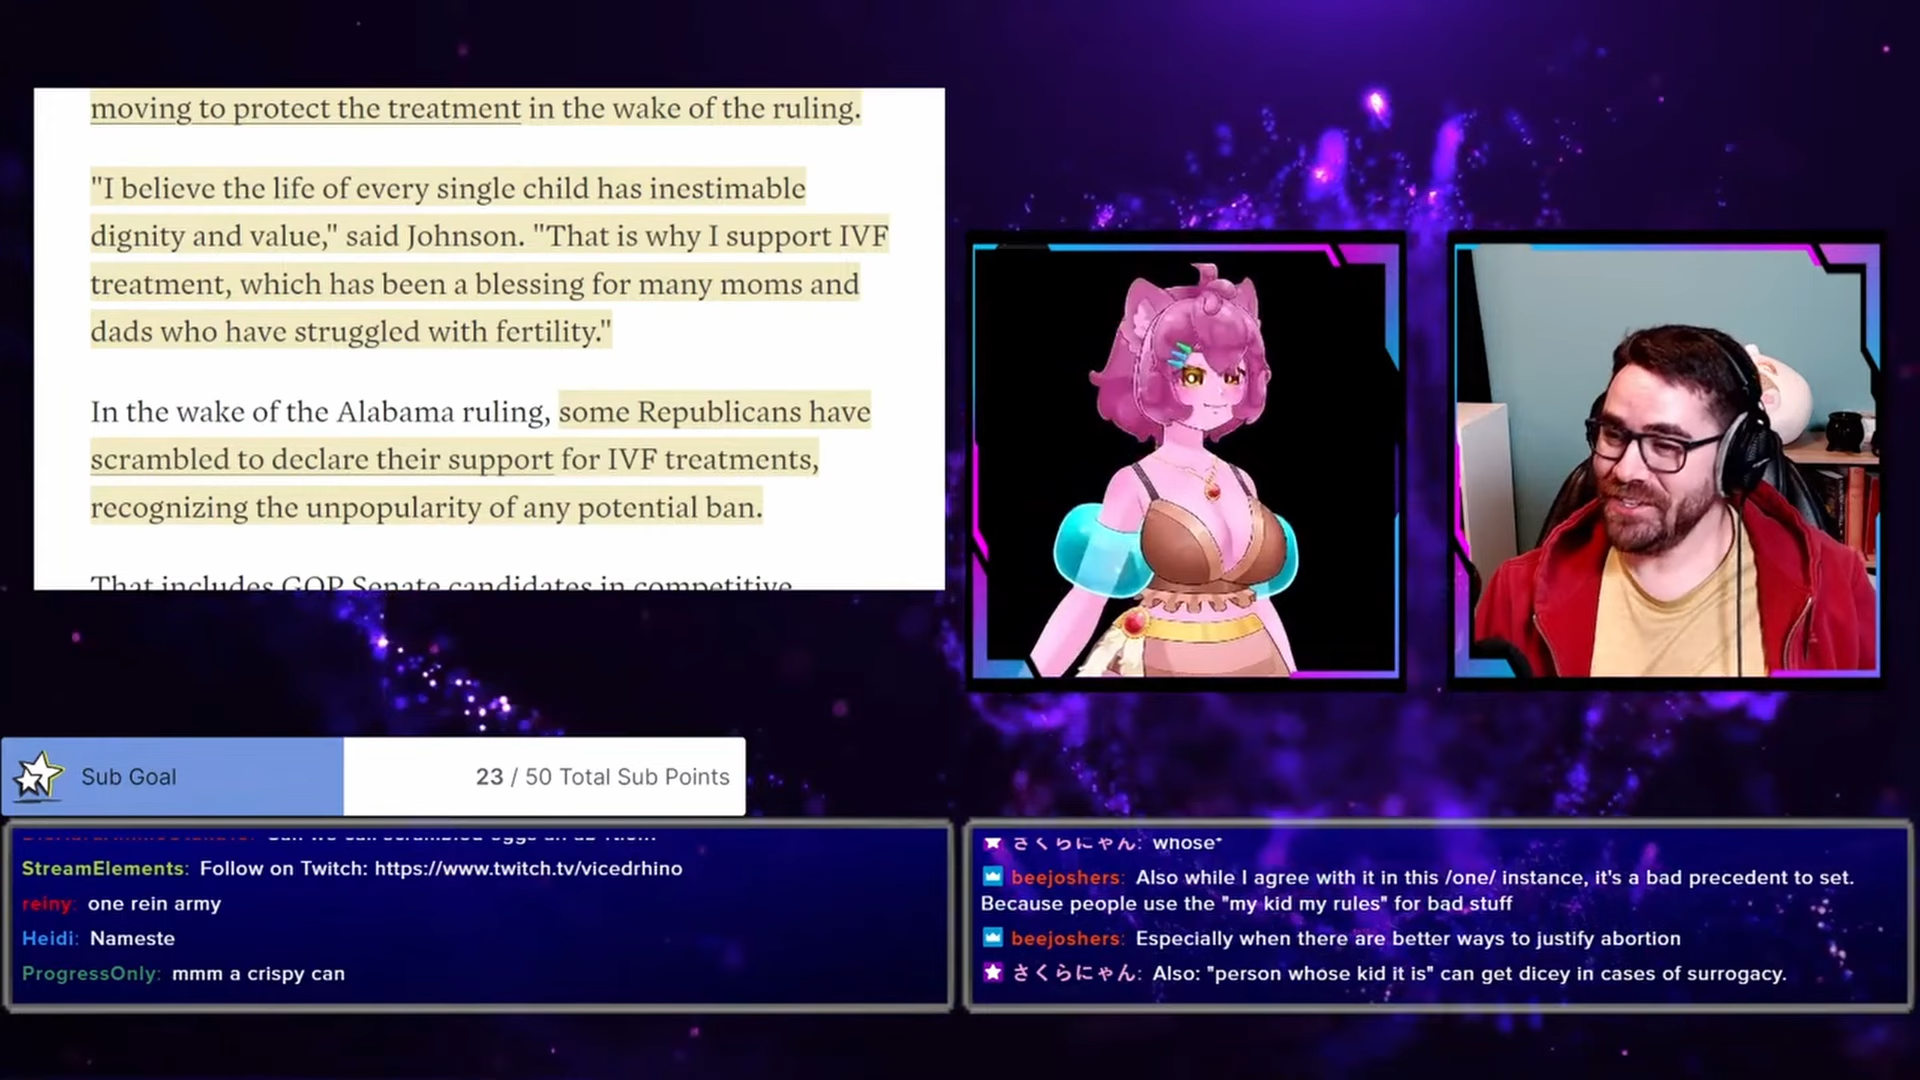 moving to protect the treatment in the wake of the ruling.
"I believe the life of every single child has inestimable
dignity and value," said Johnson. "That is why I support IVF
treatment, which has been a blessing for many moms and
dads who have struggled with fertility."
In the wake of the Alabama ruling, some Republicans have
scrambled to declare their support for IVF treatments,
recognizing the unpopularity of any potential ban.
That includes GOP Senate candidates in competitive
Sub Goal
23 / 50 Total Sub Points
StreamElements: Follow on Twitch: https://www.twitch.tv/vicedrhino
reiny: one rein army
Heidi: Nameste
ProgressOnly: mmm a crispy can
さくらにゃん: whose*
beejoshers: Also while I agree with it in this /one/ instance, it's a bad precedent to set.
Because people use the "my kid my rules" for bad stuff
beejoshers: Especially when there are better ways to justify abortion
さくらにゃん: Also: "person whose kid it is" can get dicey in cases of surrogacy.